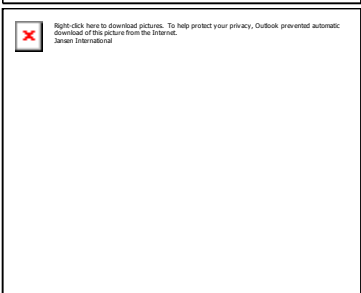 Right-click here to download pictures. To help protect your privacy, Outlook prevented automatic
download of this picture from the Internet.
Jansen International